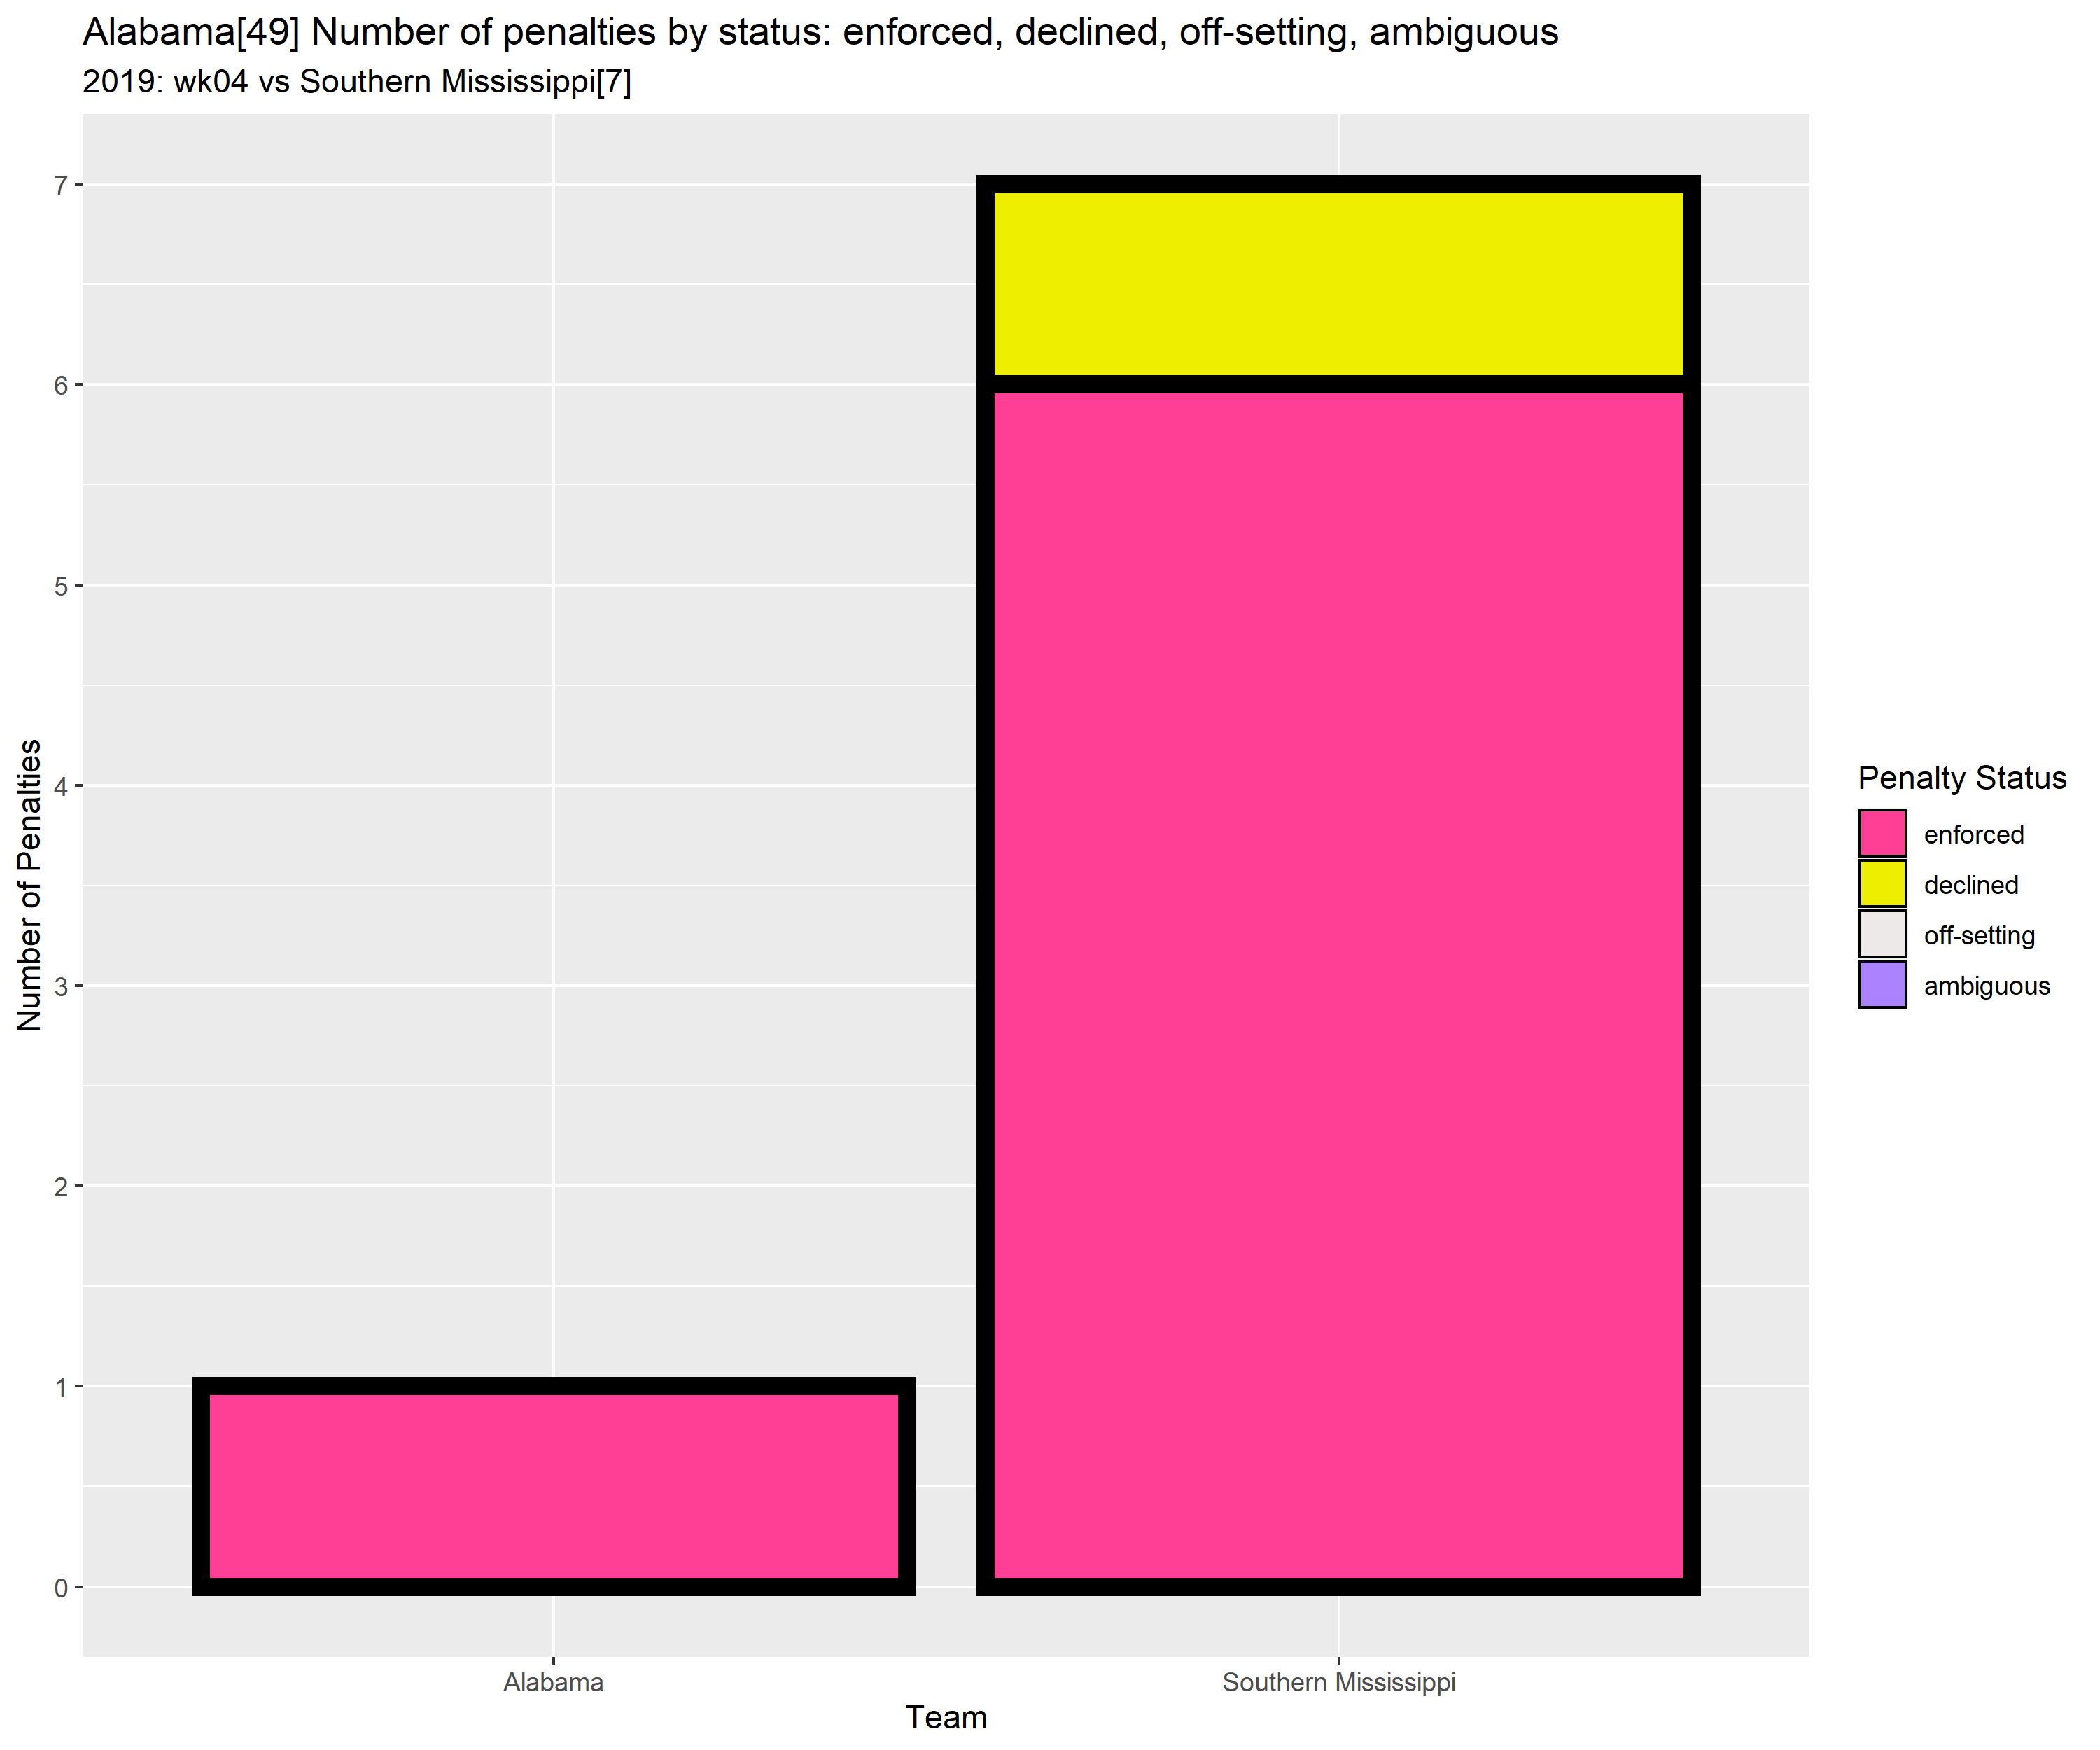 Alabama[49] Number of penalties by status: enforced, declined, off-setting, ambiguous
2019: wk04 vs Southern Mississippi[7]
Number of Penalties
7
6
5
4
3
2
1
0
Alabama
Southern Mississippi
Team
Penalty Status
enforced
declined
off-setting
ambiguous